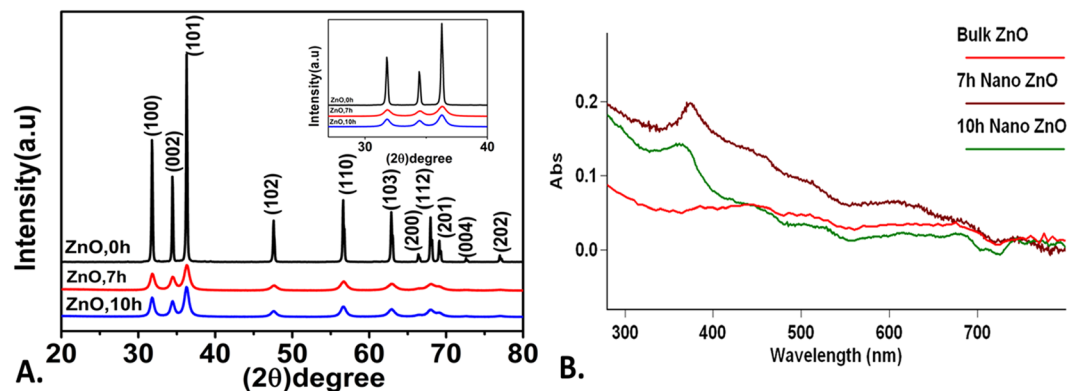 Intensity(a.u)
(100)
(002)
(101)
(102)
(110)
(103)
(200)
(112)
(201)
(004)
(202)
ZnO,0h
ZnO,7h
ZnO,10h
20 30 40 50 60 70 80
(2θ)degree
A.
Intensity(a.u)
ZnO,0h
ZnO,7h
ZnO,10h
30 40
(2θ)degree
Bulk ZnO
7h Nano ZnO
10h Nano ZnO
Abs
0.2
0.1
0.0
300 400 500 600 700
Wavelength (nm)
B.